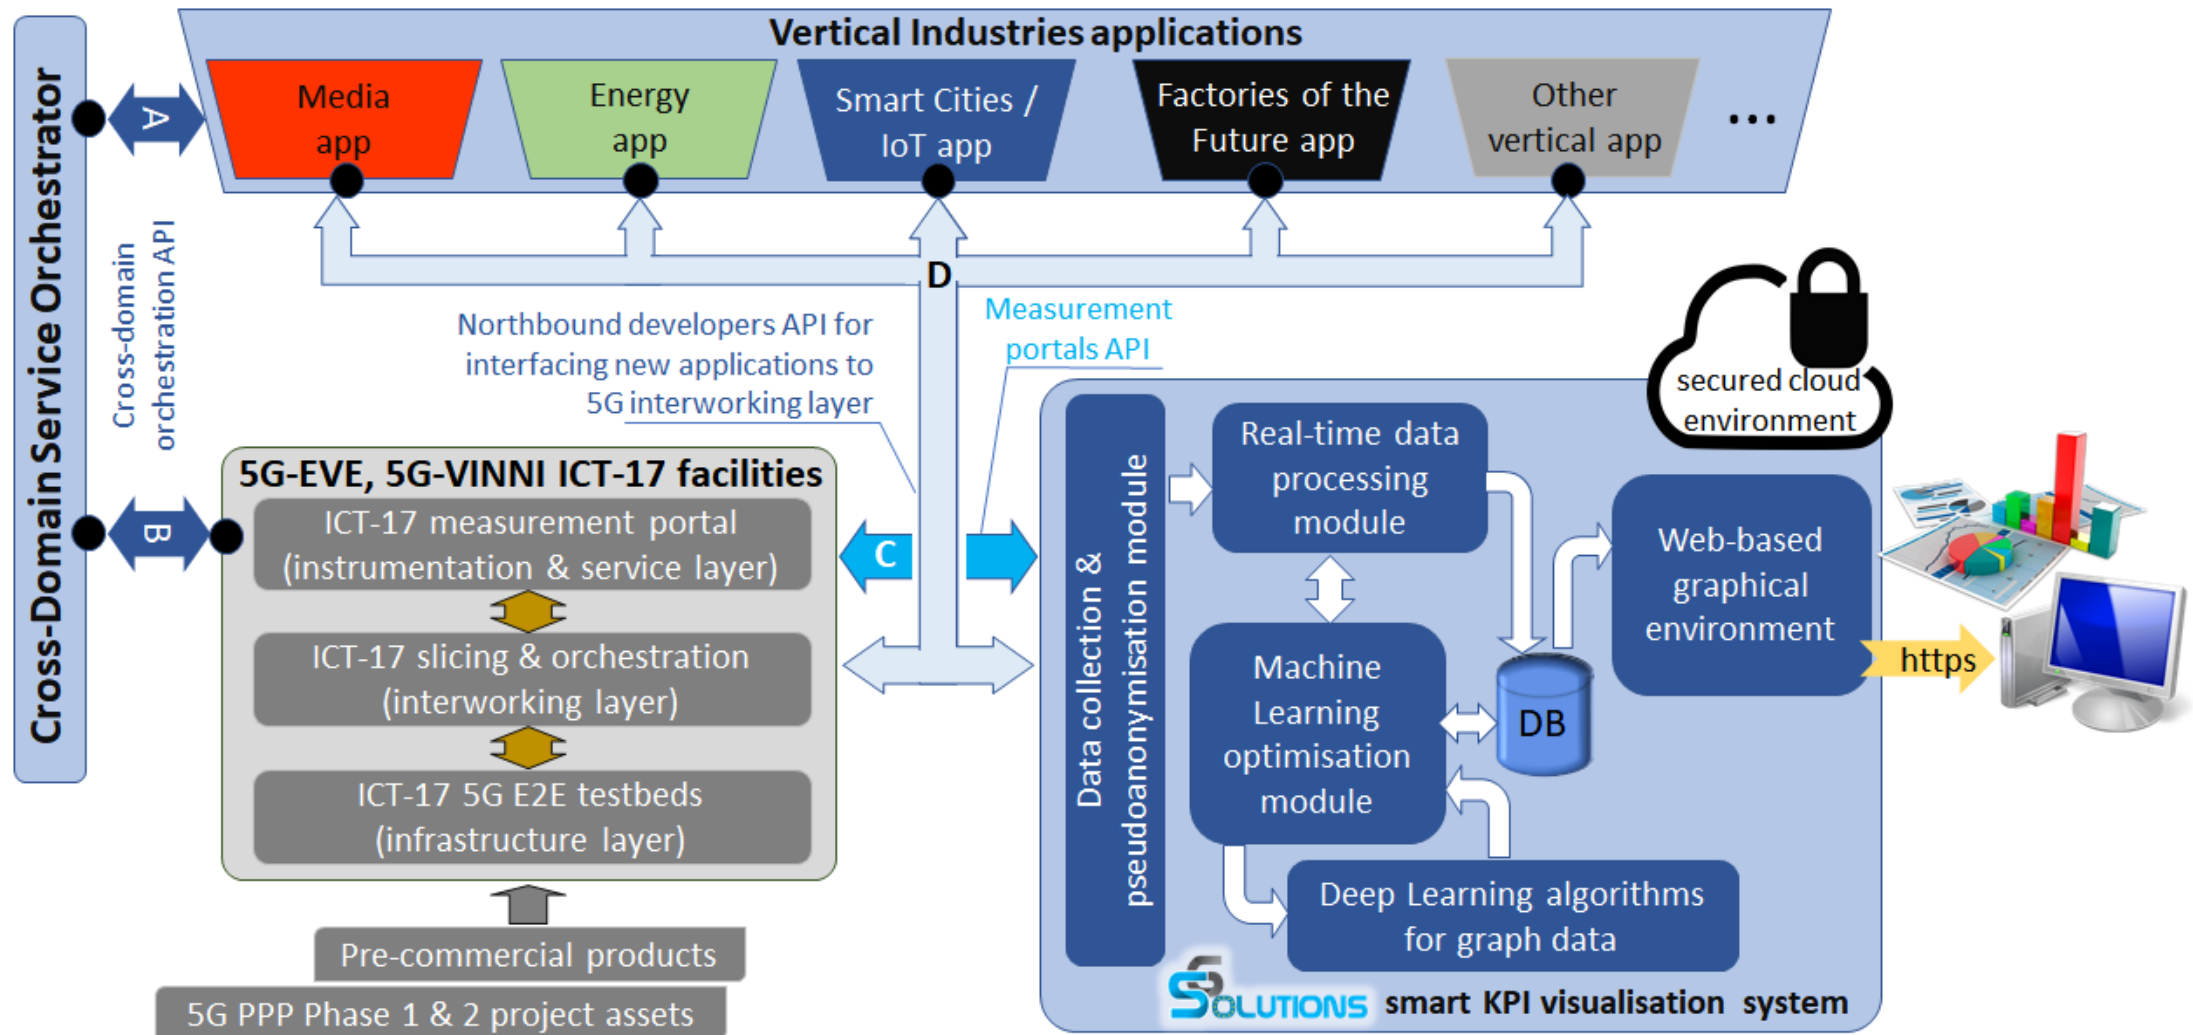 Vertical Industries applications
Media
app
Energy
app
Smart Cities /
IoT app
Factories of the
Future app
Other
vertical app
...
Cross-Domain Service Orchestrator
A
Cross-domain
orchestration API
B
D
Northbound developers API for
interfacing new applications to
5G interworking layer
Measurement
portals API
C
5G-EVE, 5G-VINNI ICT-17 facilities
ICT-17 measurement portal
(instrumentation & service layer)
ICT-17 slicing & orchestration
(interworking layer)
ICT-17 5G E2E testbeds
(infrastructure layer)
Pre-commercial products
5G PPP Phase 1 & 2 project assets
Data collection &
pseudoanonymisation module
Real-time data
processing
module
Machine
Learning
optimisation
module
DB
Deep Learning algorithms
for graph data
secured cloud
environment
Web-based
graphical
environment
https
5SOLUTIONS smart KPI visualisation system